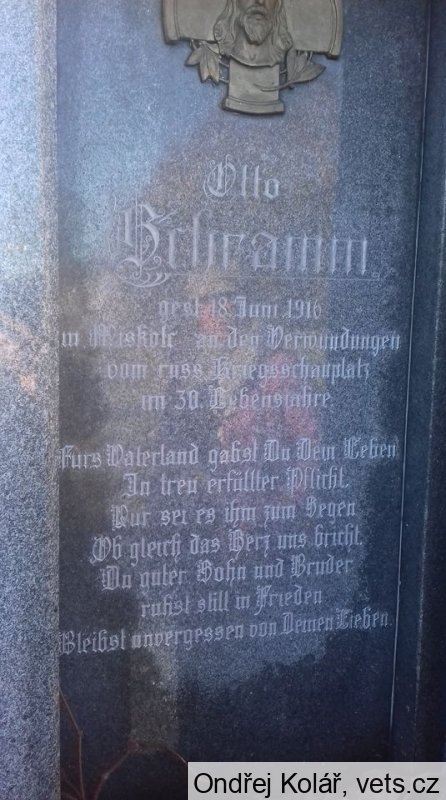 Otto
Schramm
gest. 18. Juni 1916
in Miskolc an den Verwundungen
vom russ. Kriegsschauplatz
im 30. Lebensjahre
Fürs Vaterland gabst Du Dein Leben
In treu erfüllter Pflicht.
Nur sei es ihm zum Segen
Ob gleich das Herz uns bricht.
Du guter Sohn und Bruder
ruhst still in Frieden
Bleibst unvergessen von Deinen Lieben.
Ondřej Kolář, vets.cz